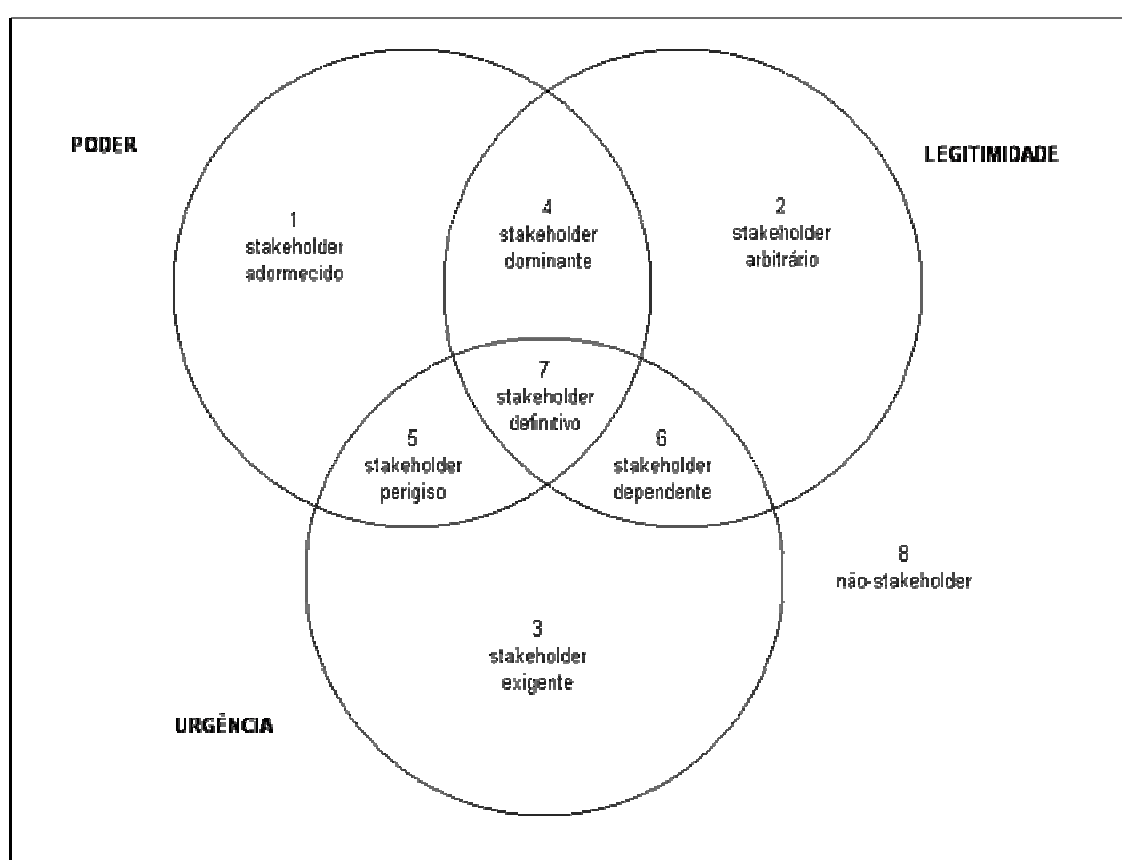 PODER
LEGITIMIDADE
1
stakeholder
adormecido
4
stakeholder
dominante
2
stakeholder
arbitrário
7
stakeholder
definitivo
5
stakeholder
perigiso
6
stakeholder
dependente
8
não-stakeholder
3
stakeholder
exigente
URGÊNCIA